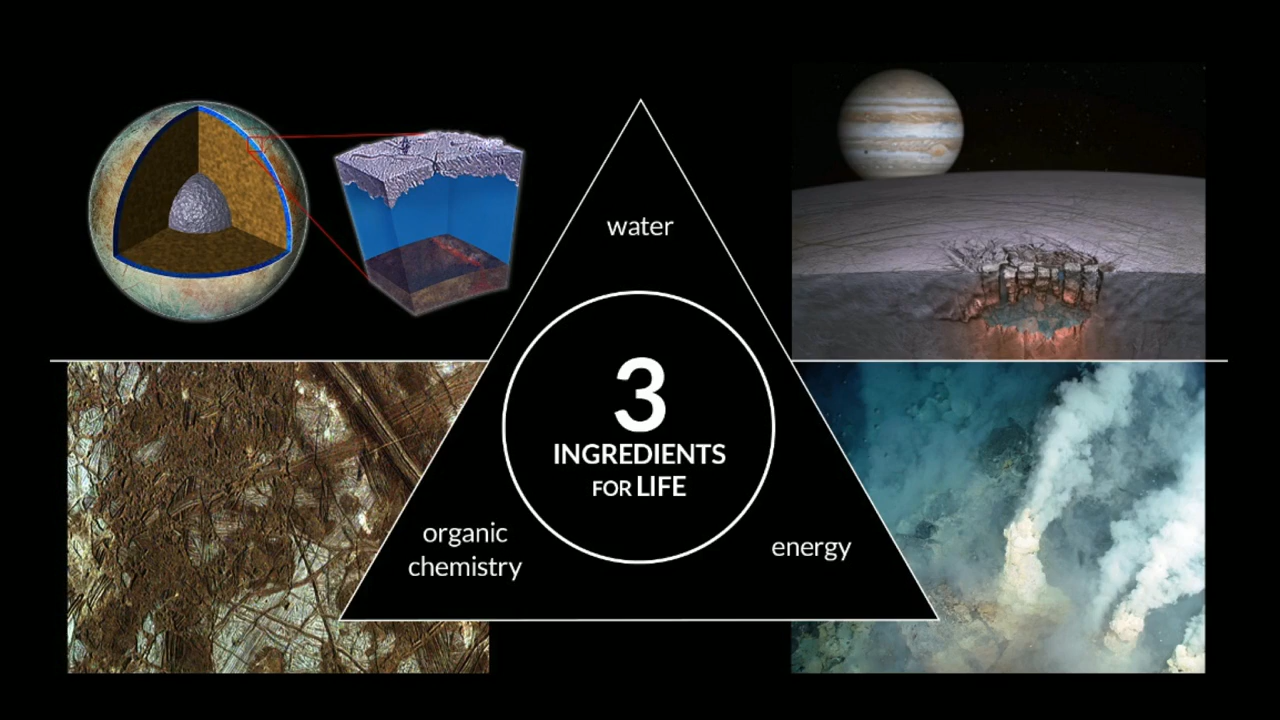 water
3
INGREDIENTS
FOR LIFE
organic
chemistry
energy